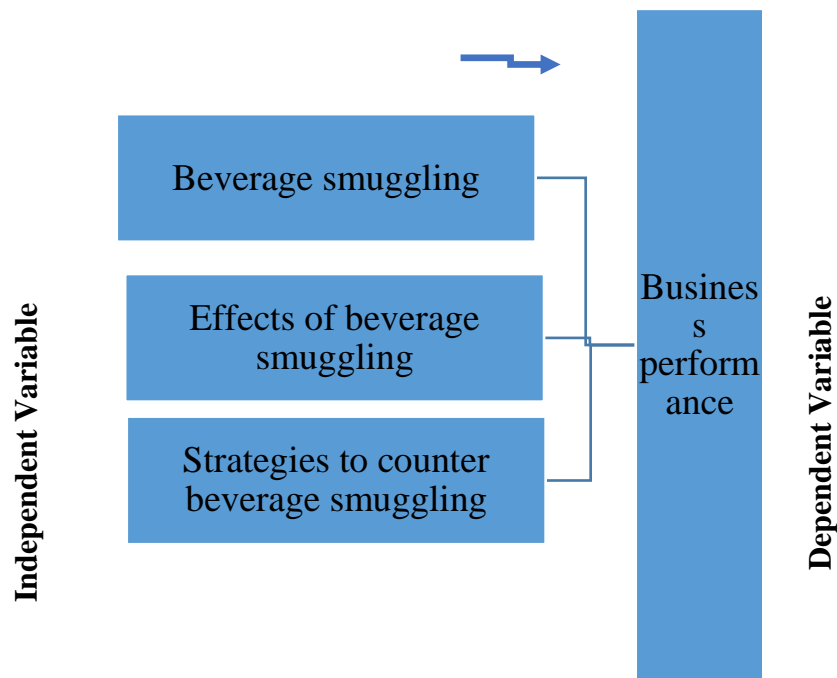 Independent Variable
Beverage smuggling
Effects of beverage
smuggling
Strategies to counter
beverage smuggling
Busines
s
perform
ance
Dependent Variable